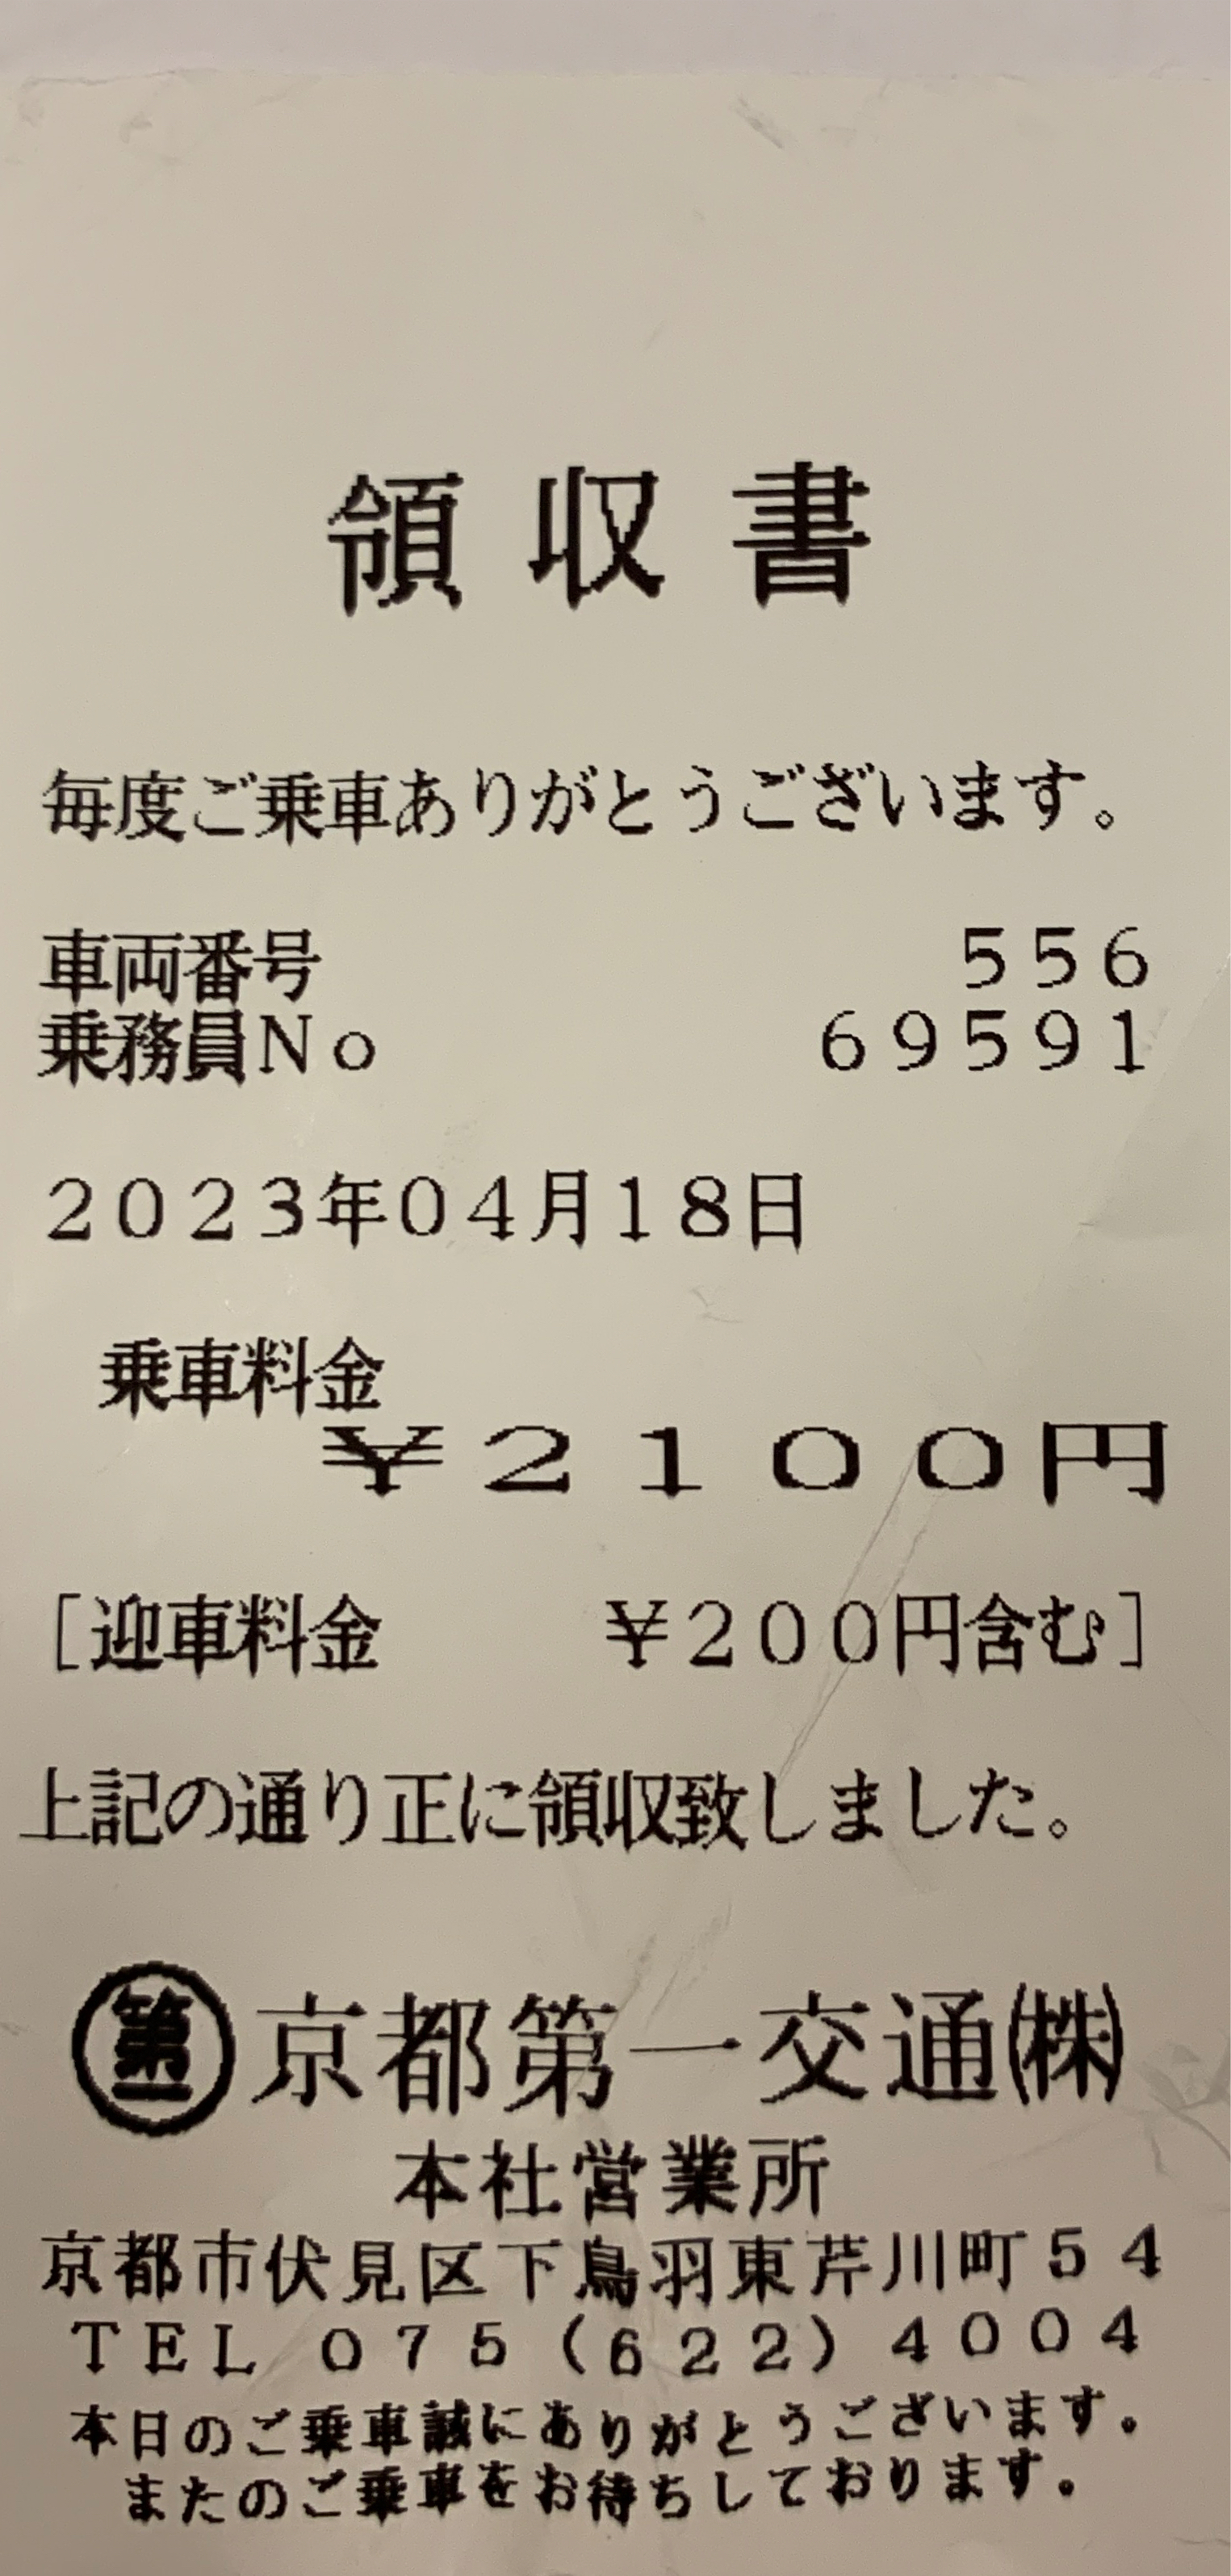 領収書
毎度ご乗車ありがとうございます。
車両番号 556
乗務員No 69591
2023年04月18日
乗車料金
¥2100円
[迎車料金 ¥200円含む]
上記の通り正に領収致しました。
第一 京都第一交通㈱
本社営業所
京都市伏見区下鳥羽東芹川町54
TEL 075(622)4004
本日のご乗車誠にありがとうございます。
またのご乗車をお待ちしております。